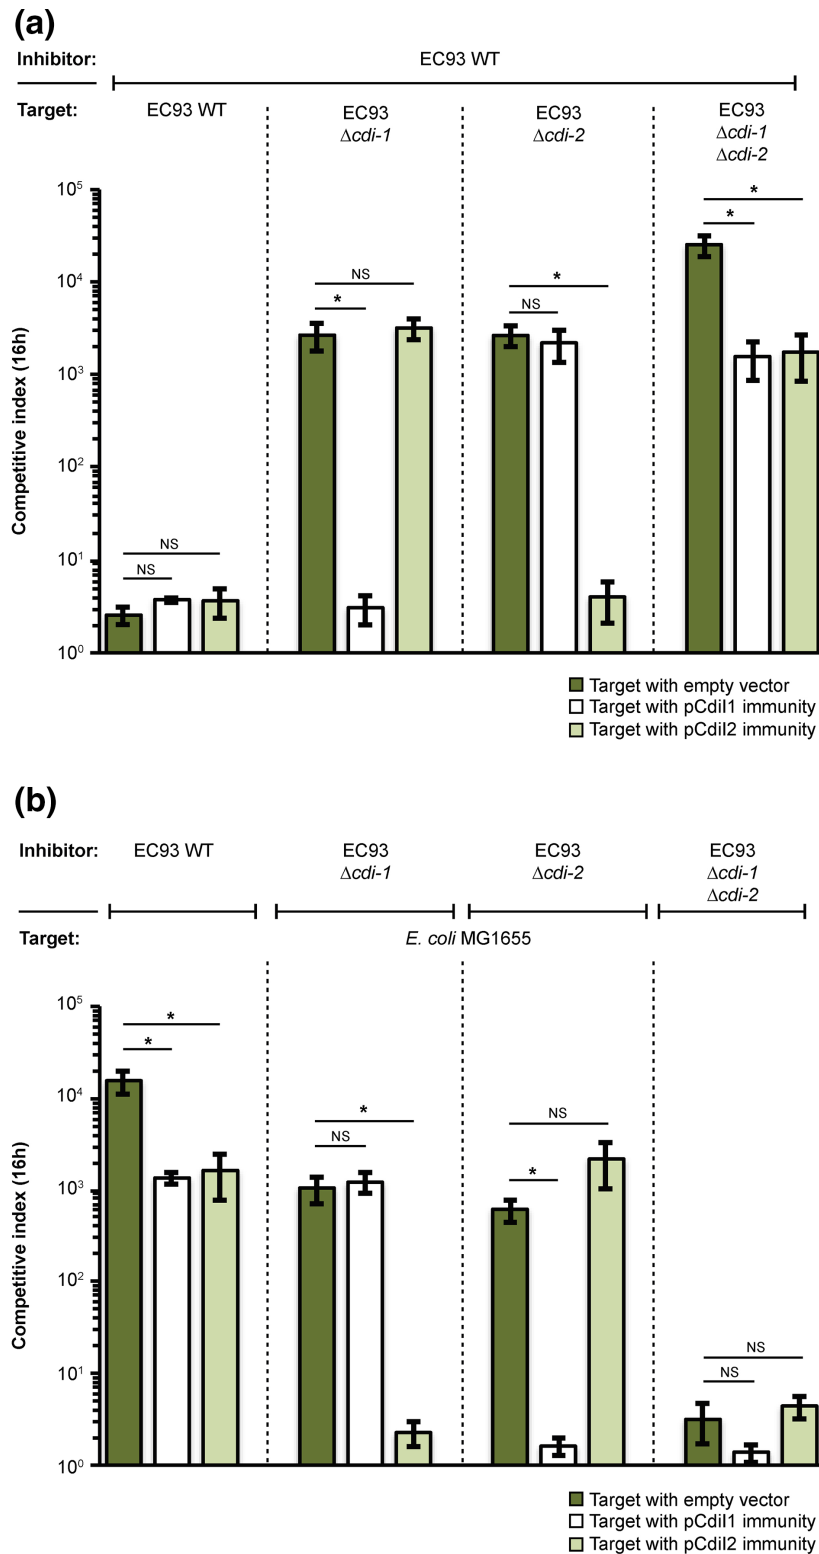 (a)
Inhibitor: EC93 WT
Target: EC93 WT EC93 EC93 EC93
Δcdi-1 Δcdi-2 Δcdi-1
Δcdi-2
Competitive index (16h)
10⁵
10⁴
10³
10²
10¹
10⁰
NS
NS
NS
*
*
NS
*
*
Target with empty vector
Target with pCdiI1 immunity
Target with pCdiI2 immunity
(b)
Inhibitor: EC93 WT EC93 EC93 EC93
Δcdi-1 Δcdi-2 Δcdi-1
Δcdi-2
Target: E. coli MG1655
Competitive index (16h)
10⁵
10⁴
10³
10²
10¹
10⁰
*
*
*
NS
NS
*
NS
NS
Target with empty vector
Target with pCdiI1 immunity
Target with pCdiI2 immunity